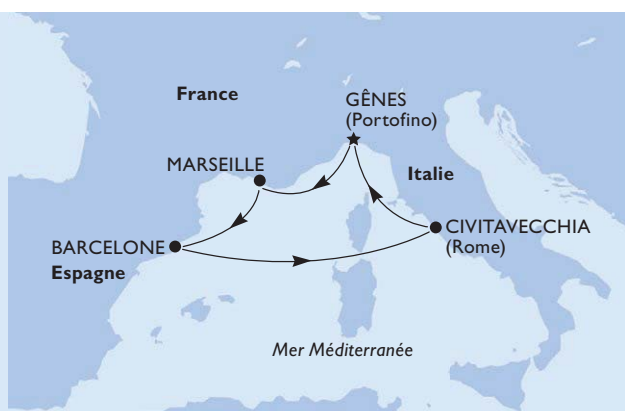 France
GÊNES
(Portofino)
MARSEILLE
Italie
CIVITAVECCHIA
(Rome)
BARCELONE
Espagne
Mer Méditerranée